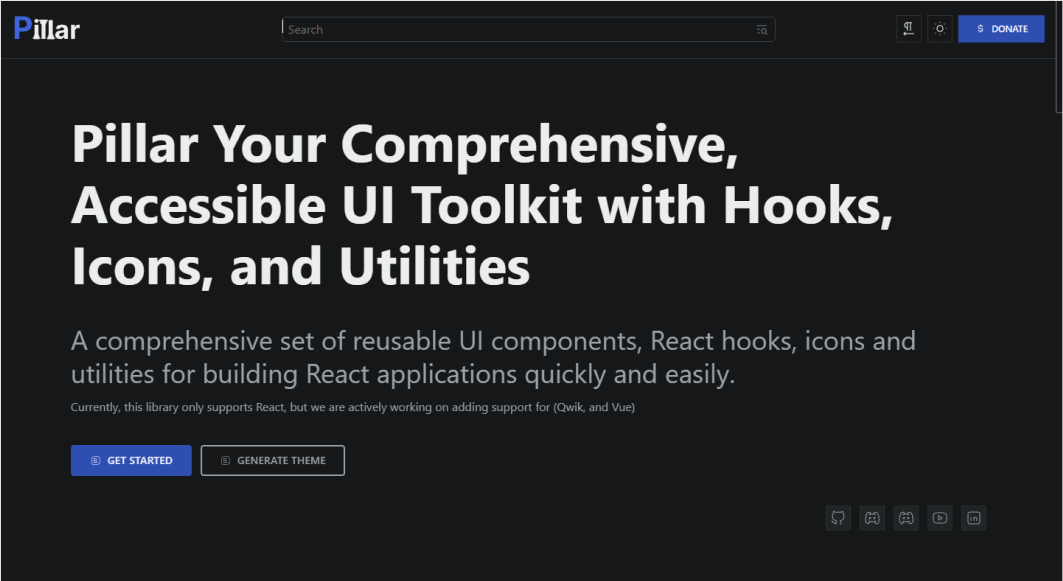 Pillar
Search
$ DONATE
Pillar Your Comprehensive,
Accessible UI Toolkit with Hooks,
Icons, and Utilities
A comprehensive set of reusable UI components, React hooks, icons and
utilities for building React applications quickly and easily.
Currently, this library only supports React, but we are actively working on adding support for (Qwik, and Vue)
GET STARTED
GENERATE THEME